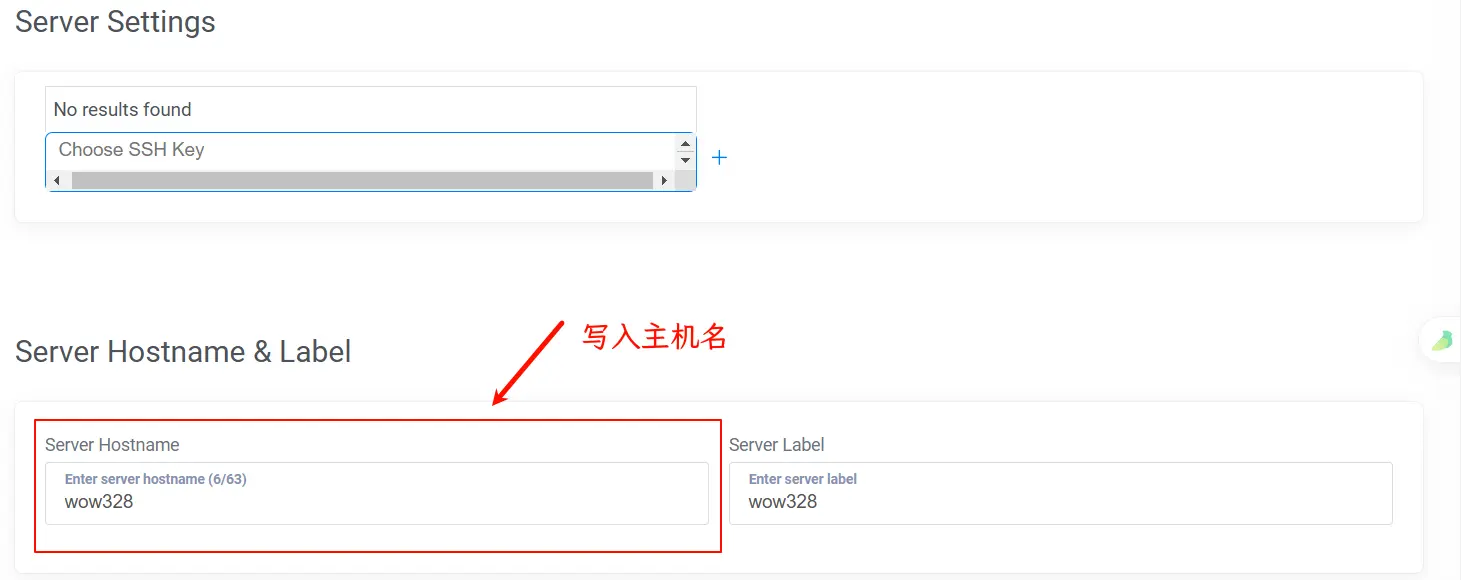 Server Settings
No results found
Choose SSH Key
写入主机名
Server Hostname & Label
Server Hostname
Server Label
Enter server hostname (6/63)
Enter server label
wow328
wow328